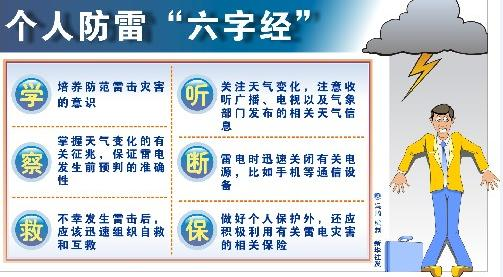 个人防雷“六字经”
学
培养防范雷击灾害
的意识
听
关注天气变化，注意收
听广播、电视以及气象
部门发布的相关天气信
息
察
掌握天气变化的有
关征兆，保证雷电
发生前预判的准确
性
断
雷电时迅速关闭有关电
源，比如手机等通信设
备
救
不幸发生雷击后，
应该迅速组织自救
和互救
保
做好个人保护外，还应
积极利用有关雷电灾害
的相关保险
新华社发